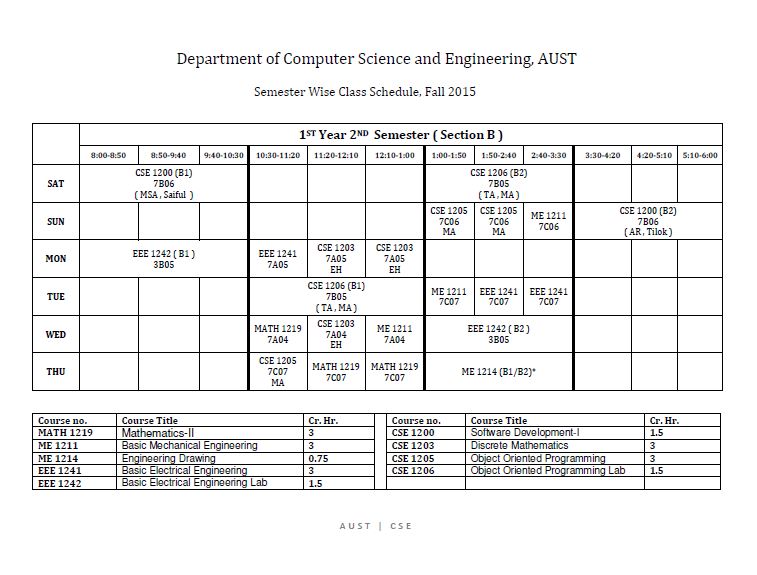 Department of Computer Science and Engineering, AUST
Semester Wise Class Schedule, Fall 2015
1ST Year 2ND Semester ( Section B )
8:00-8:50 8:50-9:40 9:40-10:30 10:30-11:20 11:20-12:10 12:10-1:00 1:00-1:50 1:50-2:40 2:40-3:30 3:30-4:20 4:20-5:10 5:10-6:00
SAT
CSE 1200 (B1)
7B06
( MSA , Saiful )
CSE 1206 (B2)
7B05
( TA , MA )
SUN
CSE 1205
7C06
MA
CSE 1205
7C06
MA
ME 1211
7C06
CSE 1200 (B2)
7B06
( AR , Tilok )
MON
EEE 1242 ( B1 )
3B05
EEE 1241
7A05
CSE 1203
7A05
EH
CSE 1203
7A05
EH
TUE
CSE 1206 (B1)
7B05
( TA , MA )
ME 1211
7C07
EEE 1241
7C07
EEE 1241
7C07
WED
MATH 1219
7A04
CSE 1203
7A04
EH
ME 1211
7A04
EEE 1242 ( B2 )
3B05
THU
CSE 1205
7C07
MA
MATH 1219
7C07
MATH 1219
7C07
ME 1214 (B1/B2)*
Course no. Course Title Cr. Hr. Course no. Course Title Cr. Hr.
MATH 1219 Mathematics-II 3 CSE 1200 Software Development-I 1.5
ME 1211 Basic Mechanical Engineering 3 CSE 1203 Discrete Mathematics 3
ME 1214 Engineering Drawing 0.75 CSE 1205 Object Oriented Programming 3
EEE 1241 Basic Electrical Engineering 3 CSE 1206 Object Oriented Programming Lab 1.5
EEE 1242 Basic Electrical Engineering Lab 1.5
AUST | CSE